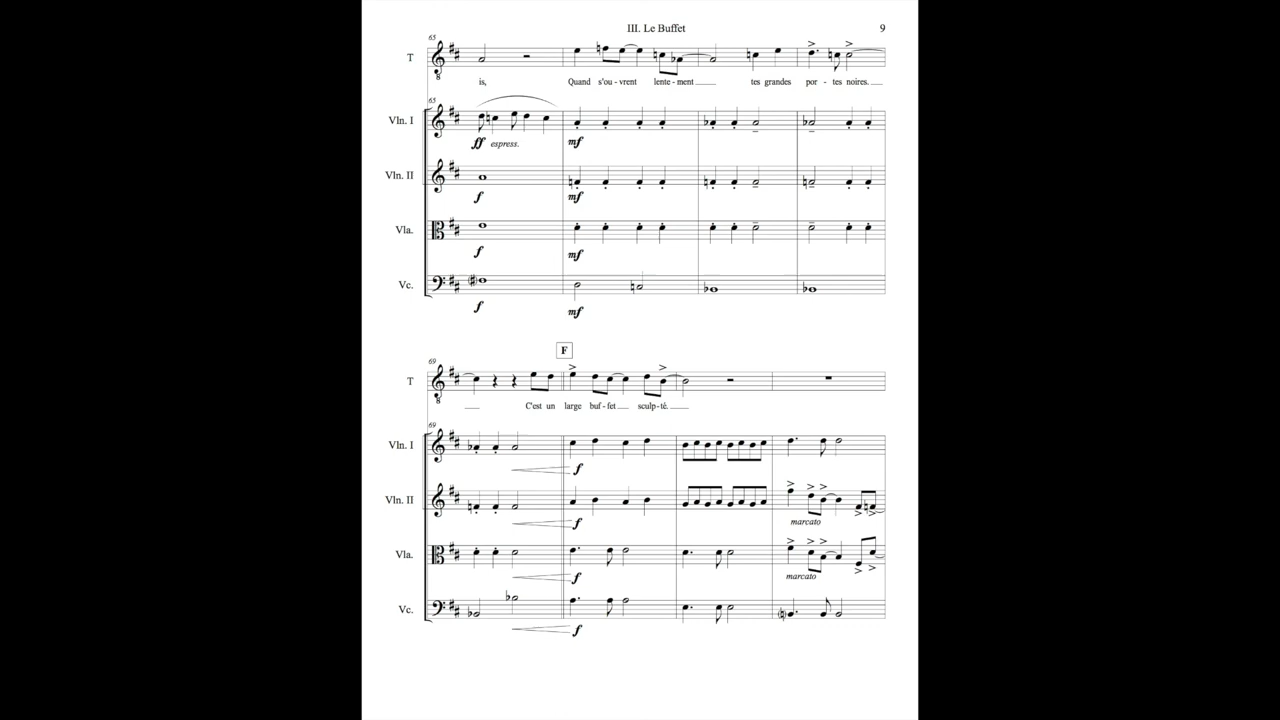 III. Le Buffet 9
65
T
is, Quand s'ou - vrent lente - ment tes grandes por - tes noires.
65
Vln. I
ff espress. mf
Vln. II
f mf
Vla.
f mf
Vc.
f mf
F
69
T
C'est un large buf - fet sculp - té.
69
Vln. I
f
Vln. II
f marcato
Vla.
f marcato
Vc.
f